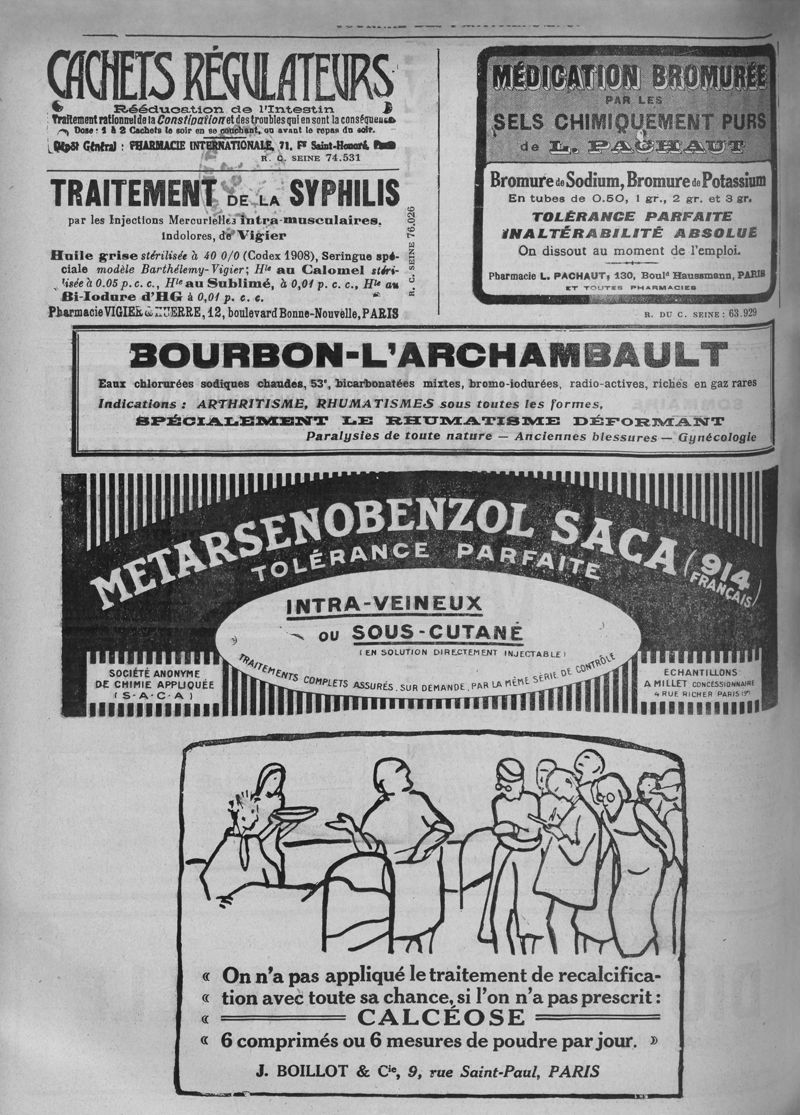 CACHETS RÉGULATEURS
Rééducation de l'Intestin
Traitement rationnel de la Constipation et des troubles qui en sont la conséquence
Dose : 1 à 2 Cachets le soir en se couchant, ou avant le repas du soir.
Dépôt Général : PHARMACIE INTERNATIONALE, 71, Fg Saint-Honoré, Paris
R. C. SEINE 74.531
TRAITEMENT DE LA SYPHILIS
par les Injections Mercurielles intra-musculaires,
indolores, de Vigier
Huile grise stérilisée à 40 0/0 (Codex 1908), Seringue spé-
ciale modèle Barthélemy-Vigier; Hle au Calomel stéri-
lisée à 0.05 p. c. c., Hle au Sublimé, à 0,01 p. c. c., Hle au
Bi-Iodure d'HG à 0,01 p. c. c.
Pharmacie VIGIER & HUERRE, 12, boulevard Bonne-Nouvelle, PARIS
R. C. SEINE 76.026
MÉDICATION BROMURÉE
PAR LES
SELS CHIMIQUEMENT PURS
de L. PACHAUT
Bromure de Sodium, Bromure de Potassium
En tubes de 0.50, 1 gr., 2 gr. et 3 gr.
TOLÉRANCE PARFAITE
INALTÉRABILITÉ ABSOLUE
On dissout au moment de l'emploi.
Pharmacie L. PACHAUT, 130, Boulᵈ Haussmann, PARIS
ET TOUTES PHARMACIES
R. DU C. SEINE : 63.929
BOURBON-L'ARCHAMBAULT
Eaux chlorurées sodiques chaudes, 53°, bicarbonatées mixtes, bromo-iodurées, radio-actives, riches en gaz rares
Indications : ARTHRITISME, RHUMATISMES sous toutes les formes,
SPÉCIALEMENT LE RHUMATISME DÉFORMANT
Paralysies de toute nature — Anciennes blessures — Gynécologie
METARSENOBENZOL SACA (914 FRANÇAIS)
TOLÉRANCE PARFAITE
INTRA-VEINEUX
OU SOUS-CUTANÉ
(EN SOLUTION DIRECTEMENT INJECTABLE)
TRAITEMENTS COMPLETS ASSURÉS, SUR DEMANDE, PAR LA MÊME SÉRIE DE CONTRÔLE
SOCIÉTÉ ANONYME
DE CHIMIE APPLIQUÉE
(S.A.C.A)
ECHANTILLONS
A MILLET CONCESSIONNAIRE
4 RUE RICHER PARIS
« On n'a pas appliqué le traitement de recalcifica-
« tion avec toute sa chance, si l'on n'a pas prescrit :
« CALCÉOSE
« 6 comprimés ou 6 mesures de poudre par jour. »
J. BOILLOT & Cie, 9, rue Saint-Paul, PARIS